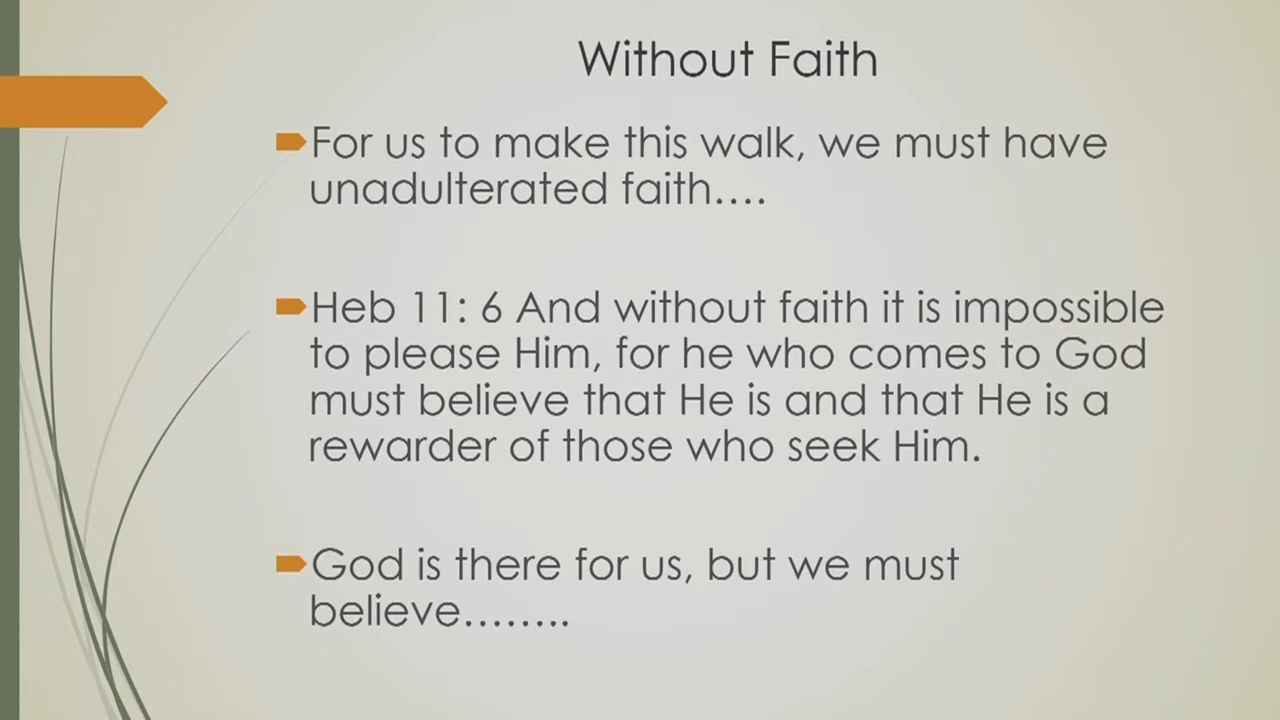 Without Faith
For us to make this walk, we must have
unadulterated faith....
Heb 11: 6 And without faith it is impossible
to please Him, for he who comes to God
must believe that He is and that He is a
rewarder of those who seek Him.
God is there for us, but we must
believe........